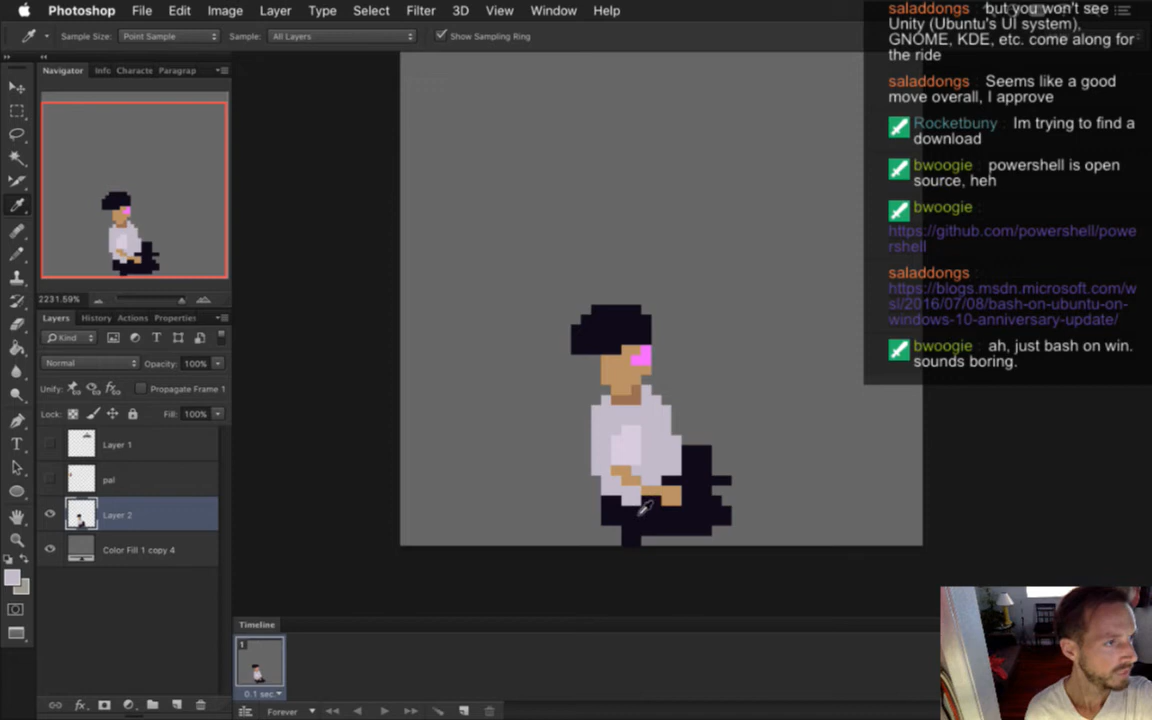 Photoshop File Edit Image Layer Type Select Filter 3D View Window Help
Sample Size: Point Sample Sample: All Layers Show Sampling Ring
Navigator Info Characte Paragrap
2231.59%
Layers History Actions Properties
Kind
Normal Opacity: 100%
Unify: Propagate Frame 1
Lock: Fill: 100%
Layer 1
pal
Layer 2
Color Fill 1 copy 4
Timeline
1
0.1 sec.
Forever
saladdongs : but you won't see
Unity (Ubuntu's UI system),
GNOME, KDE, etc. come along for
the ride
saladdongs : Seems like a good
move overall, I approve
Rocketbuny : Im trying to find a
download
bwoogie : powershell is open
source, heh
bwoogie :
https://github.com/powershell/powe
rshell
saladdongs :
https://blogs.msdn.microsoft.com/w
sl/2016/07/08/bash-on-ubuntu-on-
windows-10-anniversary-update/
bwoogie : ah, just bash on win.
sounds boring.